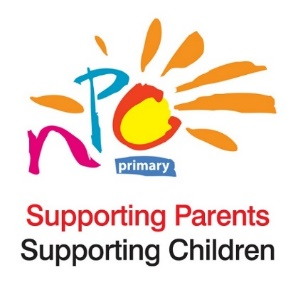 nPC
primary
Supporting Parents
Supporting Children